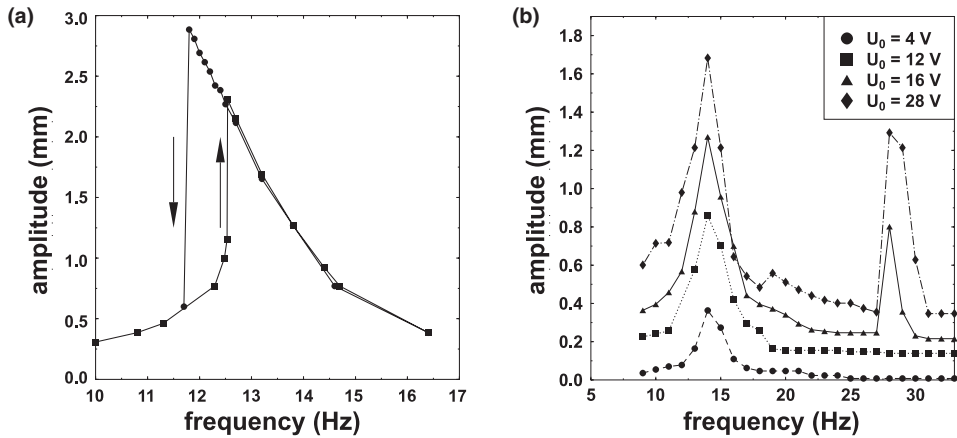 (a)
3.0
2.5
2.0
1.5
1.0
0.5
0.0
amplitude (mm)
10 11 12 13 14 15 16 17
frequency (Hz)
(b)
1.8
1.6
1.4
1.2
1.0
0.8
0.6
0.4
0.2
0.0
amplitude (mm)
U₀ = 4 V
U₀ = 12 V
U₀ = 16 V
U₀ = 28 V
5 10 15 20 25 30
frequency (Hz)